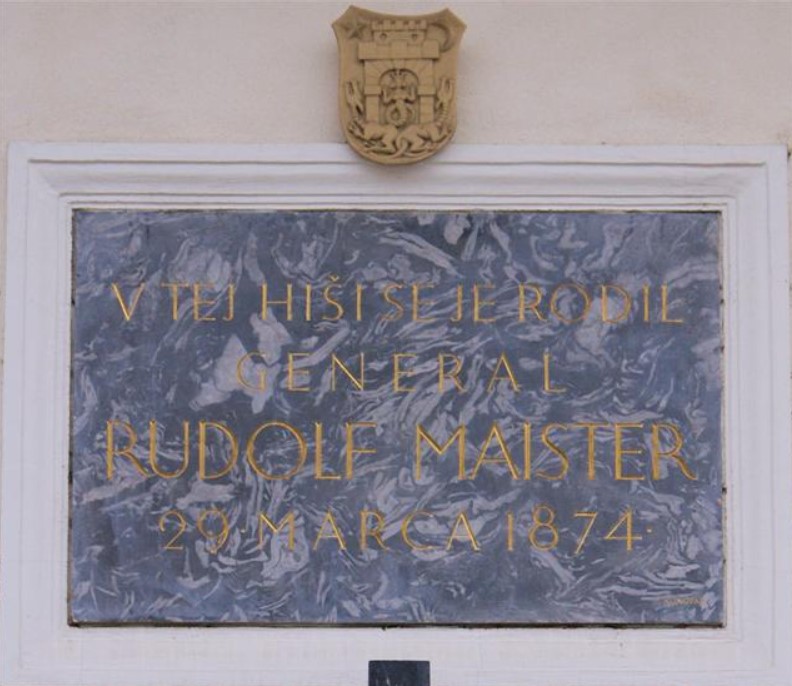 V TEJ HIŠI SE JE RODIL
GENERAL
RUDOLF MAISTER
29·MARCA 1874·